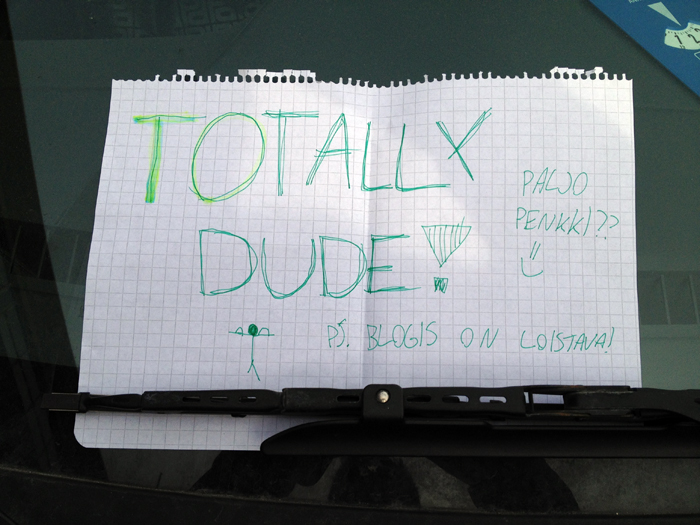 TOTALLY
DUDE!
PALJO
PENKKI??
PS. BLOGIS ON LOISTAVA!